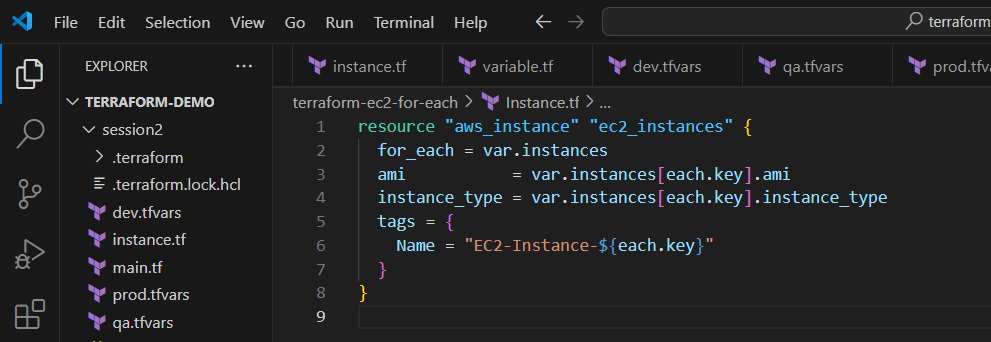 File Edit Selection View Go Run Terminal Help terraform
EXPLORER
instance.tf variable.tf dev.tfvars qa.tfvars prod.tfva
TERRAFORM-DEMO
session2
.terraform
.terraform.lock.hcl
dev.tfvars
instance.tf
main.tf
prod.tfvars
qa.tfvars
terraform-ec2-for-each > Instance.tf > ...
1 resource "aws_instance" "ec2_instances" {
2 for_each = var.instances
3 ami           = var.instances[each.key].ami
4 instance_type = var.instances[each.key].instance_type
5 tags = {
6 Name = "EC2-Instance-${each.key}"
7 }
8 }
9